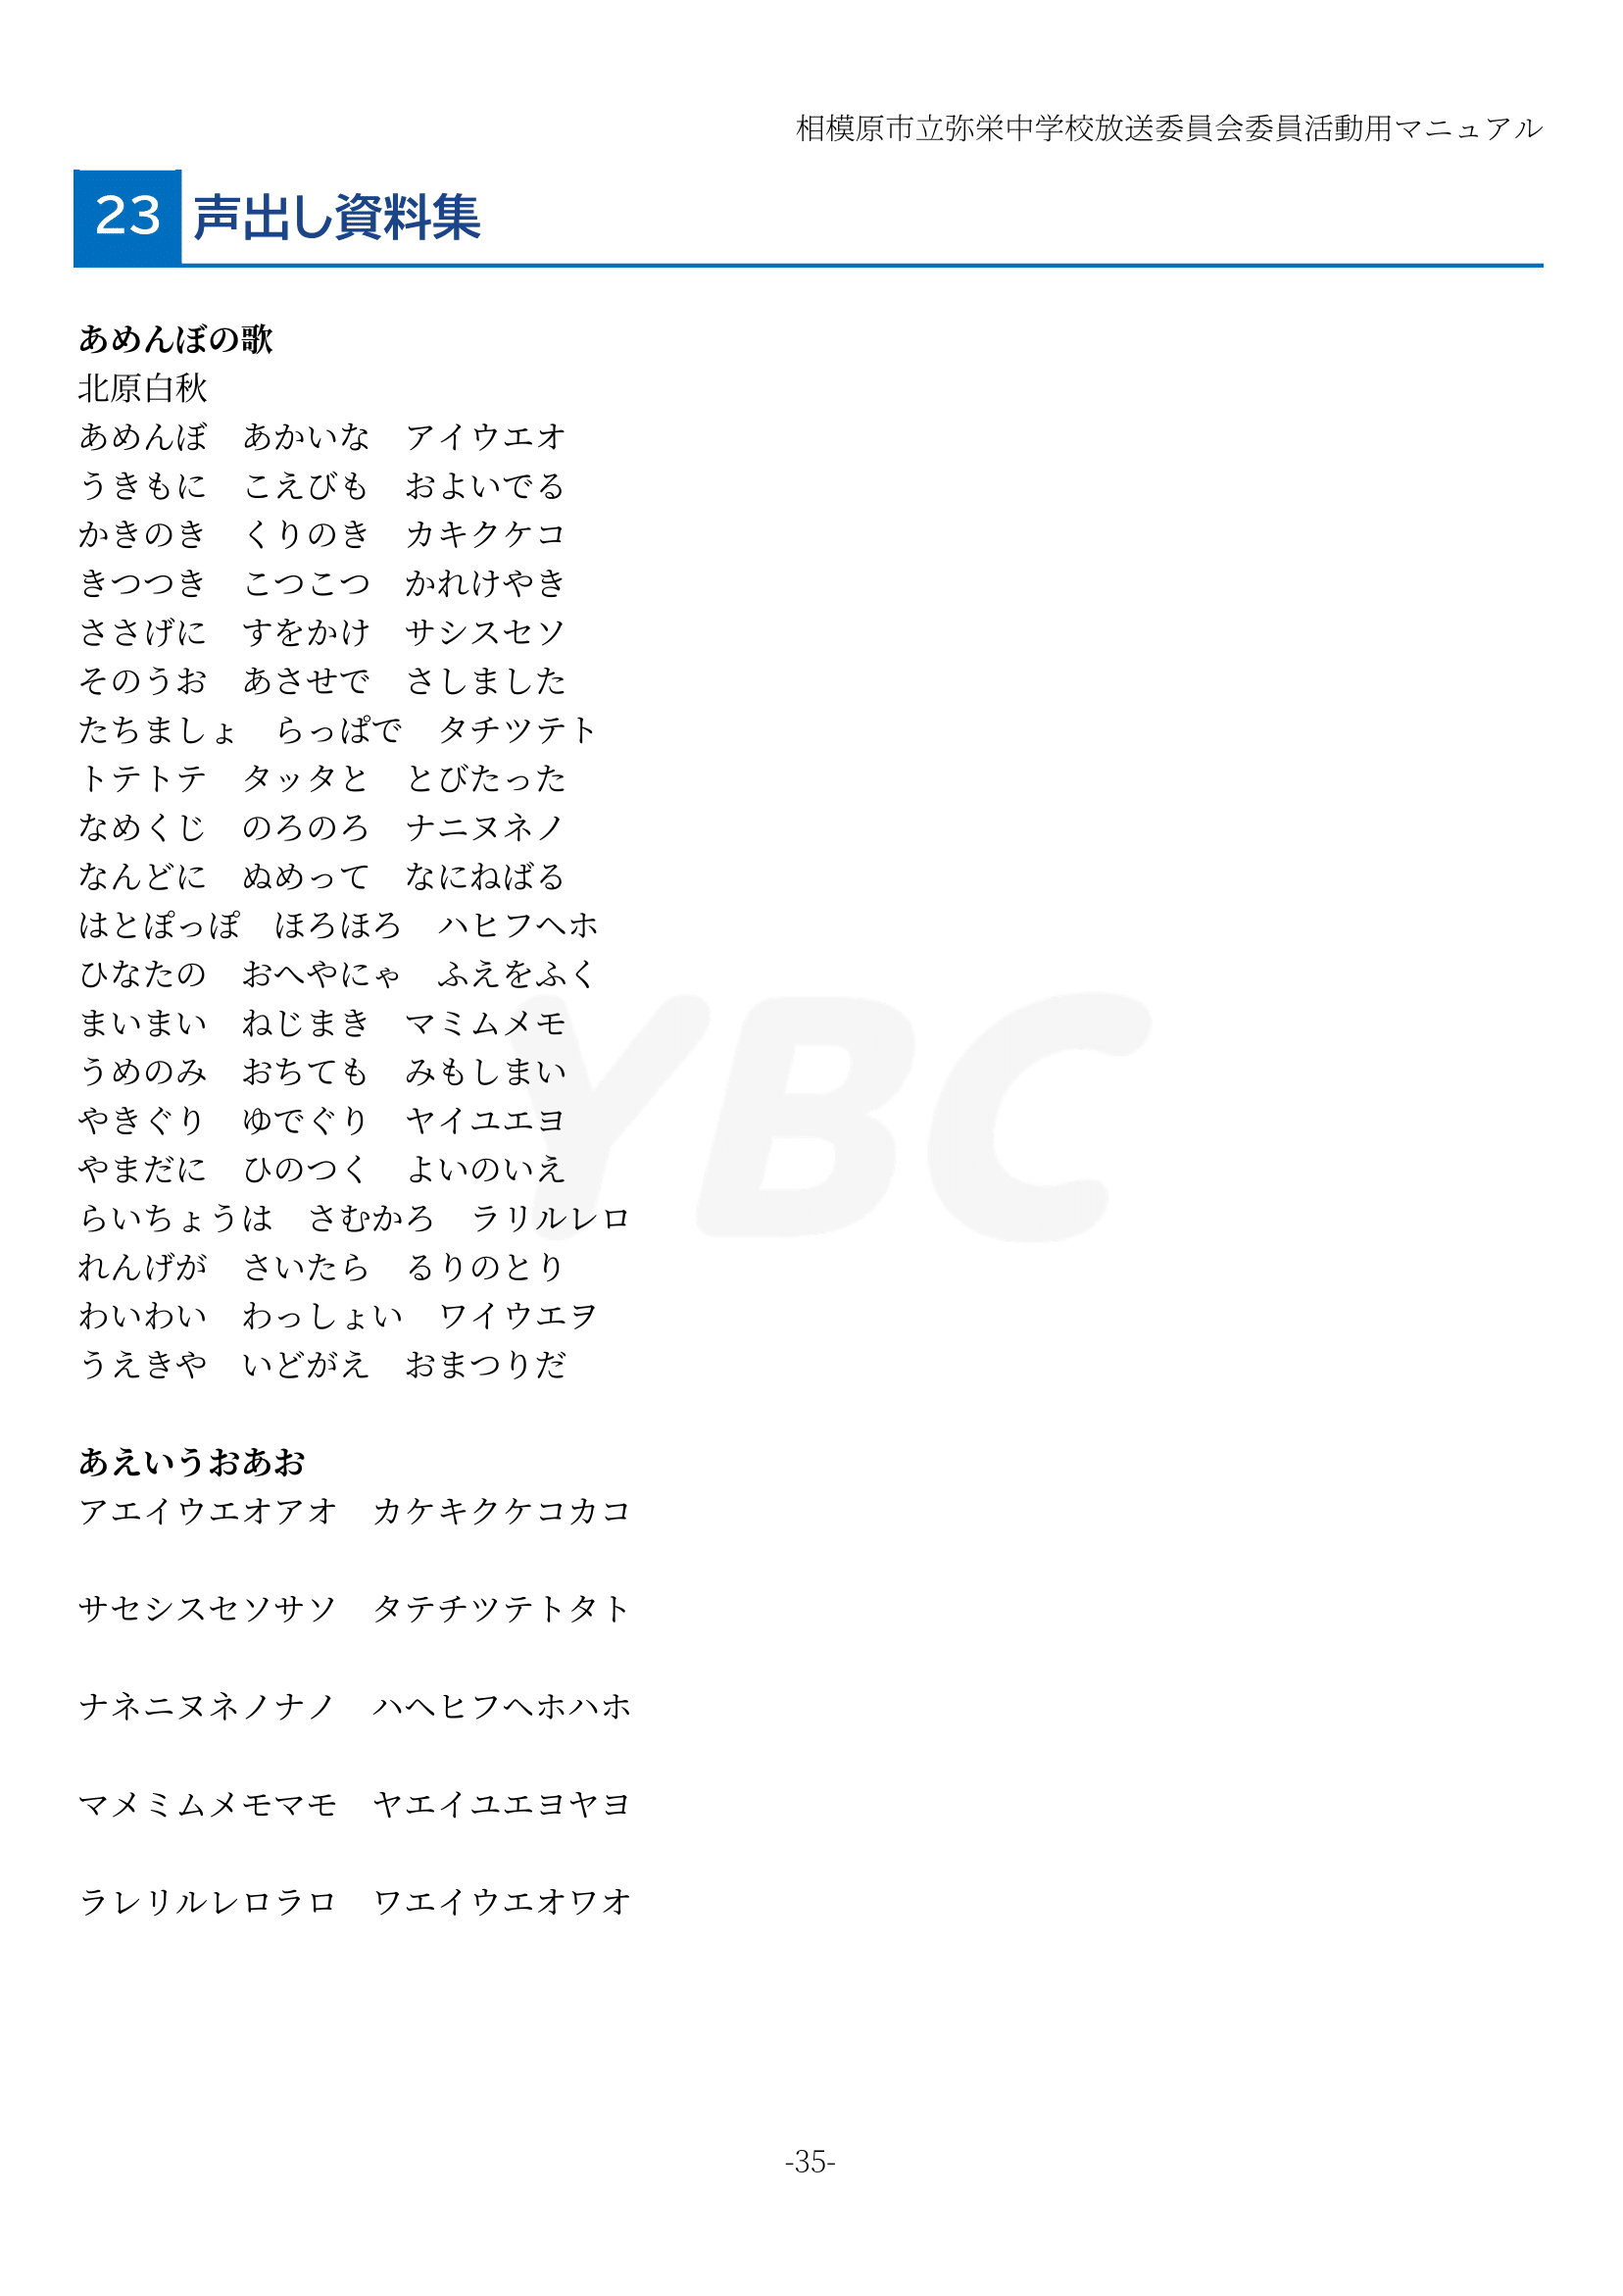 相模原市立弥栄中学校放送委員会委員活動用マニュアル
23 声出し資料集
あめんぼの歌
北原白秋
あめんぼ　あかいな　アイウエオ
うきもに　こえびも　およいでる
かきのき　くりのき　カキクケコ
きつつき　こつこつ　かれけやき
ささげに　すをかけ　サシスセソ
そのうお　あさせで　さしました
たちましょ　らっぱで　タチツテト
トテトテ　タッタと　とびたった
なめくじ　のろのろ　ナニヌネノ
なんどに　ぬめって　なにねばる
はとぽっぽ　ほろほろ　ハヒフヘホ
ひなたの　おへやにゃ　ふえをふく
まいまい　ねじまき　マミムメモ
うめのみ　おちても　みもしまい
やきぐり　ゆでぐり　ヤイユエヨ
やまだに　ひのつく　よいのいえ
らいちょうは　さむかろ　ラリルレロ
れんげが　さいたら　るりのとり
わいわい　わっしょい　ワイウエヲ
うえきや　いどがえ　おまつりだ
YBC
あえいうおあお
アエイウエオアオ　カケキクケコカコ
サセシスセソサソ　タテチツテトタト
ナネニヌネノナノ　ハヘヒフヘホハホ
マメミムメモマモ　ヤエイユエヨヤヨ
ラレリルレロラロ　ワエイウエオワオ
-35-